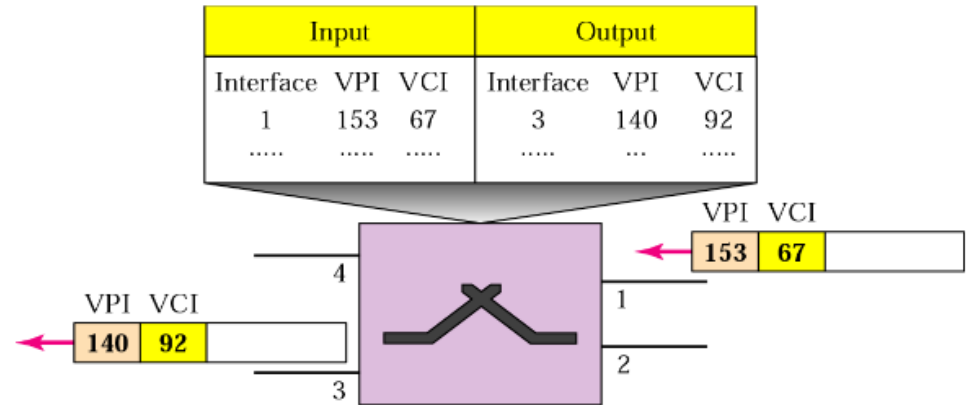 Input Output
Interface VPI VCI Interface VPI VCI
1 153 67 3 140 92
..... ..... ..... ..... ... .....
VPI VCI
153 67
4
1
VPI VCI
140 92
2
3